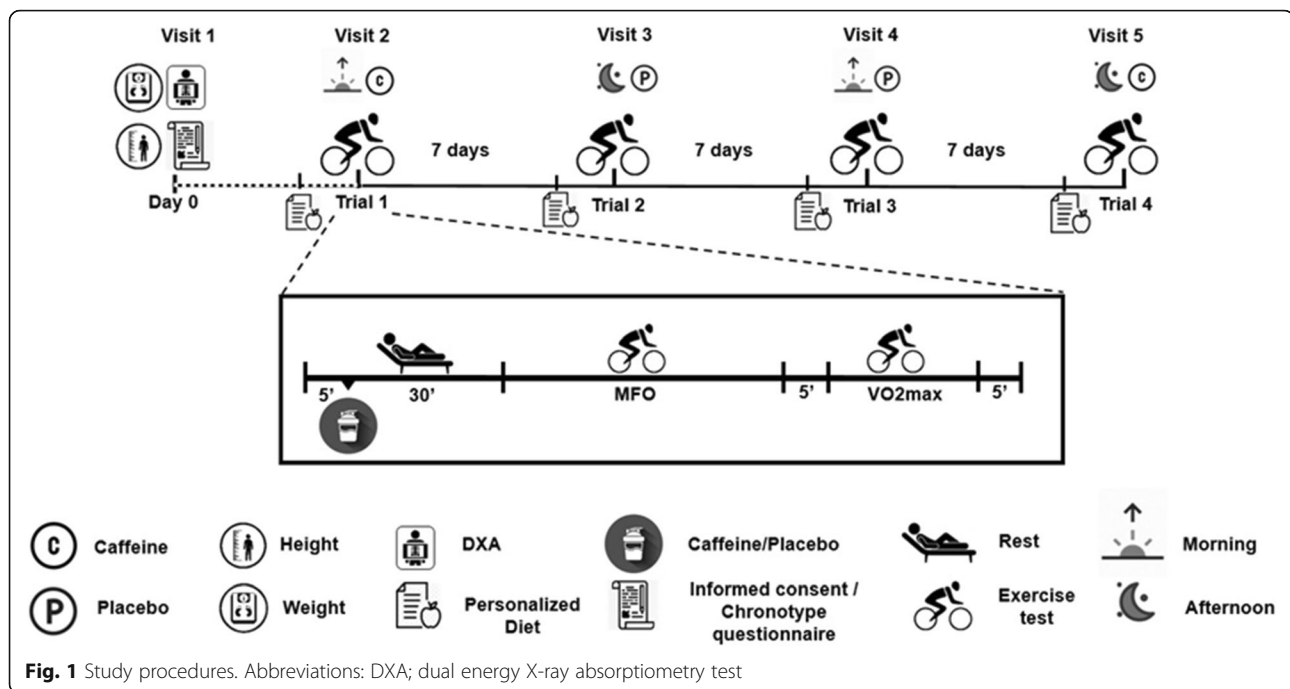 Visit 1 Visit 2 Visit 3 Visit 4 Visit 5
C P P C
7 days 7 days 7 days
Day 0 Trial 1 Trial 2 Trial 3 Trial 4
5' 30' MFO 5' VO2max 5'
C Caffeine Height DXA Caffeine/Placebo Rest Morning
P Placebo Weight Personalized Diet Informed consent / Chronotype questionnaire Exercise test Afternoon
Fig. 1 Study procedures. Abbreviations: DXA; dual energy X-ray absorptiometry test